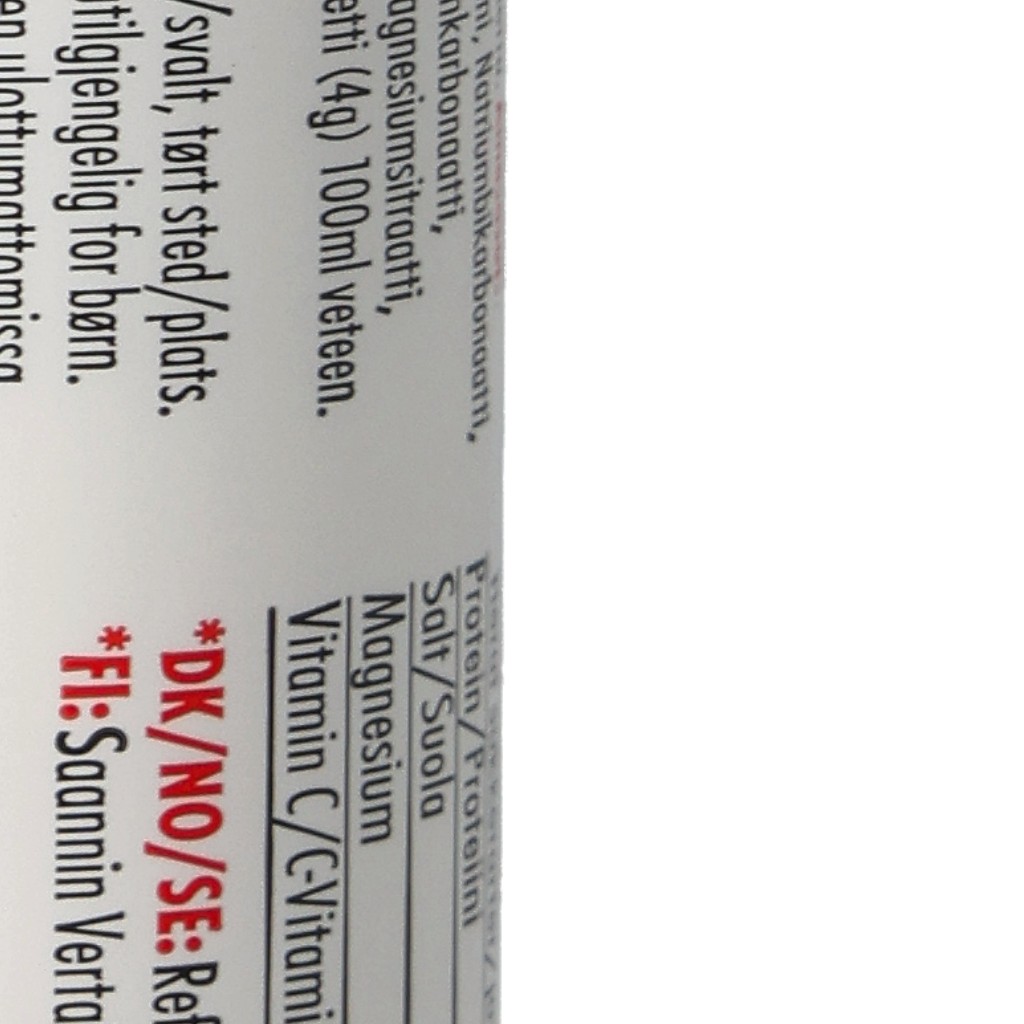 Natriumbikarbonaatti,
nkarbonaatti,
agnesiumsitraatti,
etti (4g) 100ml veteen.
/svalt, tørt sted/plats.
tilgjengelig for børn.
ulottumattomissa
Protein/Proteiini
Salt/Suola
Magnesium
Vitamin C/C-Vitami
*DK/NO/SE: Ref
*FI: Saannin Verta